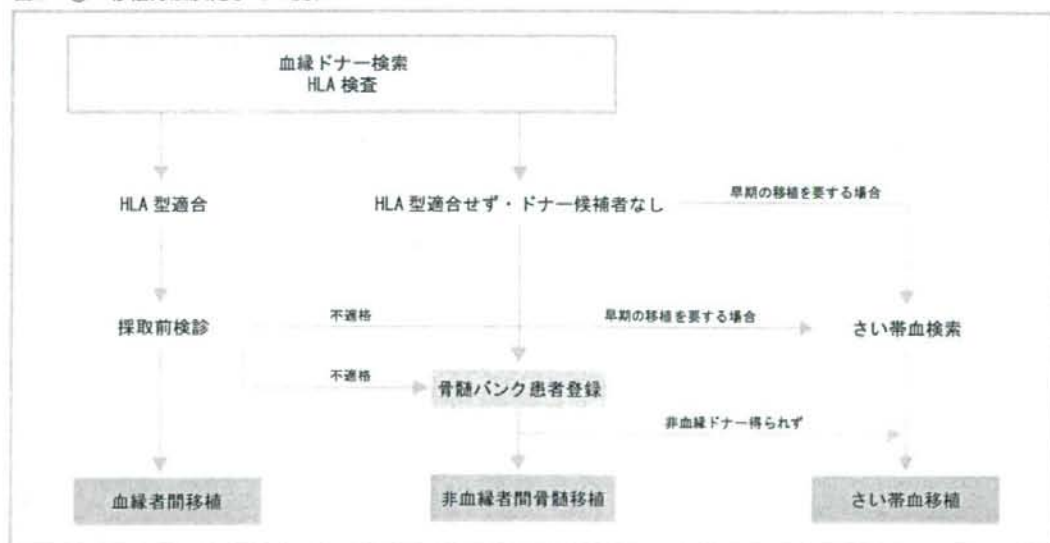 血縁ドナー検索
HLA 検査
HLA 型適合
HLA 型適合せず・ドナー候補者なし
早期の移植を要する場合
採取前検診
不適格
早期の移植を要する場合
さい帯血検索
不適格
骨髄バンク患者登録
非血縁ドナー得られず
血縁者間移植
非血縁者間骨髄移植
さい帯血移植